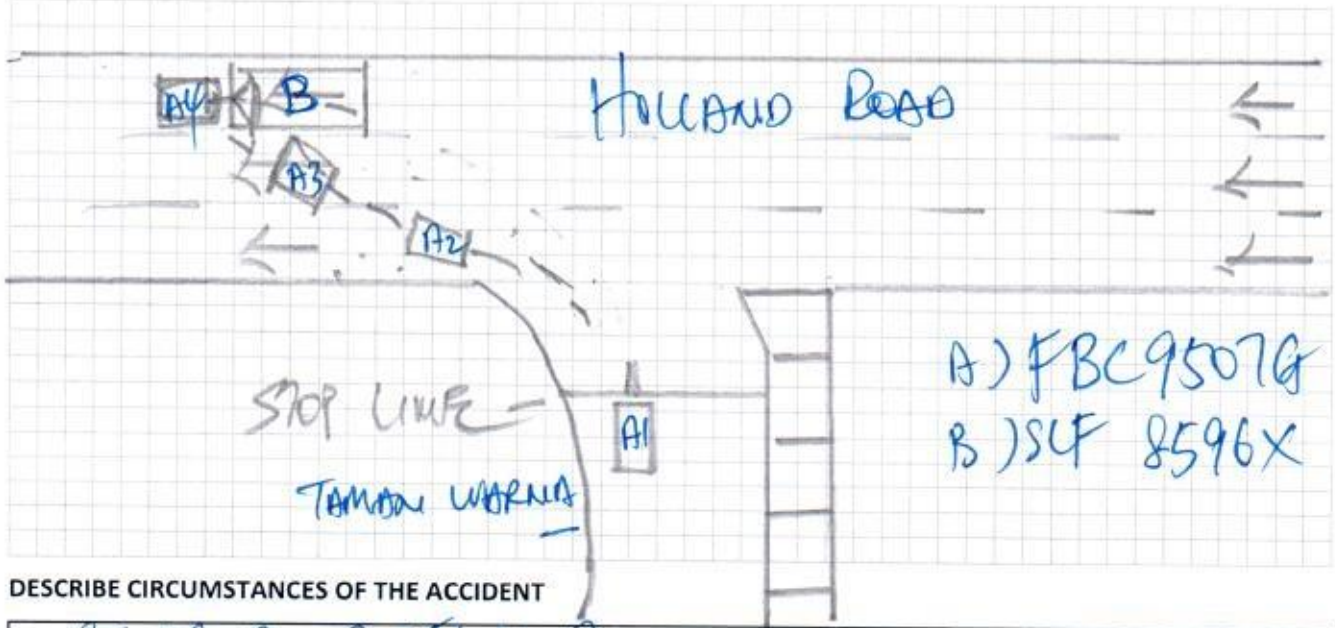 A4
B
HOLLAND ROAD
A3
A2
A1
STOP LINE
TAMAN WARNA
A) FBC9507G
B) SLF 8596X
DESCRIBE CIRCUMSTANCES OF THE ACCIDENT